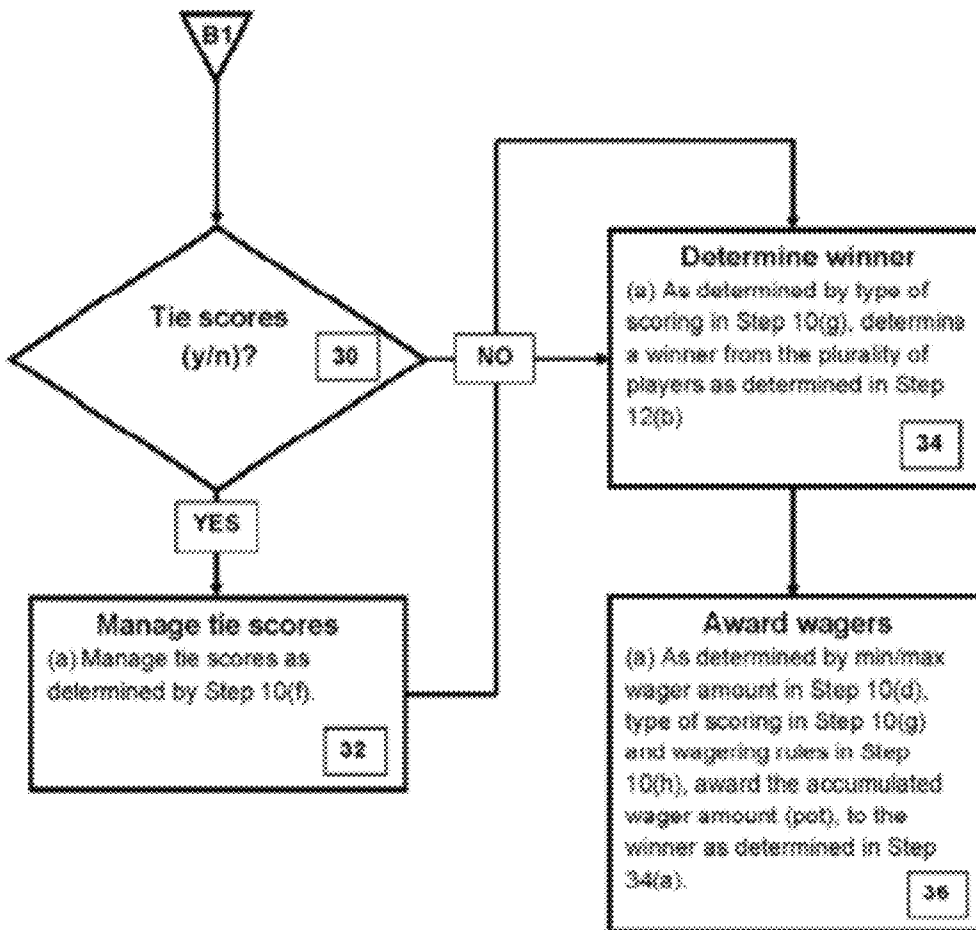 B1
Tie scores
(y/n)?
30
NO
YES
Manage tie scores
(a) Manage tie scores as
determined by Step 10(f).
32
Determine winner
(a) As determined by type of
scoring in Step 10(g), determine
a winner from the plurality of
players as determined in Step
12(b)
34
Award wagers
(a) As determined by min/max
wager amount in Step 10(d),
type of scoring in Step 10(g)
and wagering rules in Step
10(h), award the accumulated
wager amount (pot), to the
winner as determined in Step
34(a).
36